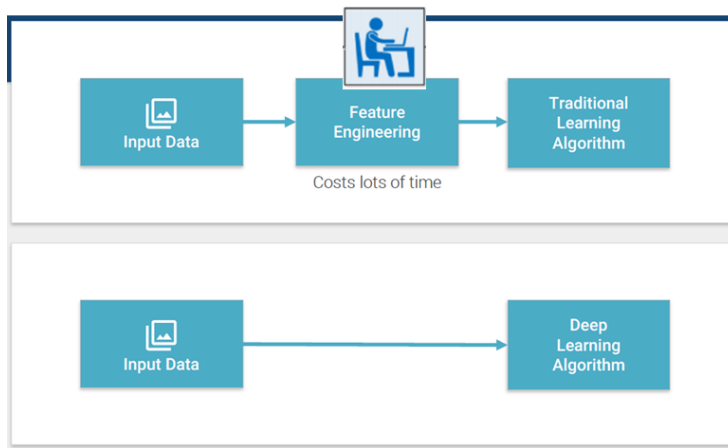 Input Data
Feature
Engineering
Traditional
Learning
Algorithm
Costs lots of time
Input Data
Deep
Learning
Algorithm